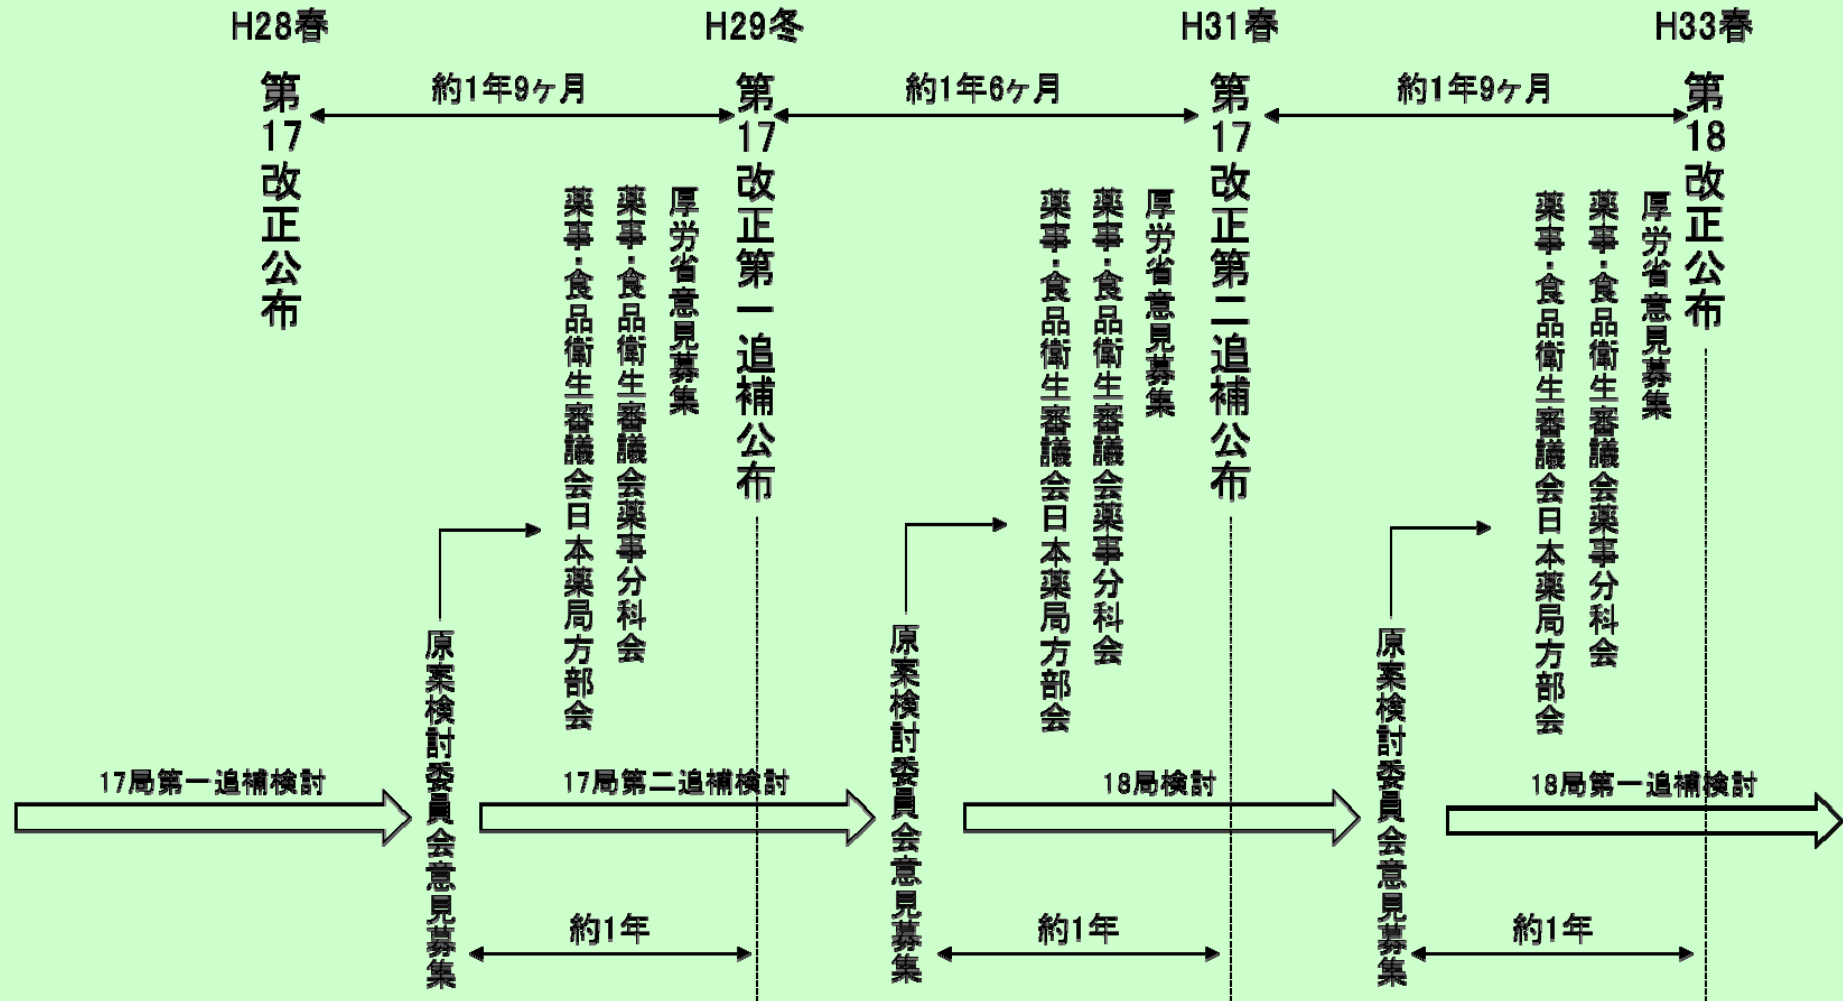 H28春
H29冬
H31春
H33春
第17改正公布
約1年9ヶ月
第17改正第一追補公布
約1年6ヶ月
第17改正第二追補公布
約1年9ヶ月
第18改正公布
薬事・食品衛生審議会日本薬局方部会
薬事・食品衛生審議会薬事分科会
厚労省意見募集
薬事・食品衛生審議会日本薬局方部会
薬事・食品衛生審議会薬事分科会
厚労省意見募集
薬事・食品衛生審議会日本薬局方部会
薬事・食品衛生審議会薬事分科会
厚労省意見募集
17局第一追補検討
原案検討委員会意見募集
17局第二追補検討
原案検討委員会意見募集
18局検討
原案検討委員会意見募集
18局第一追補検討
約1年
約1年
約1年